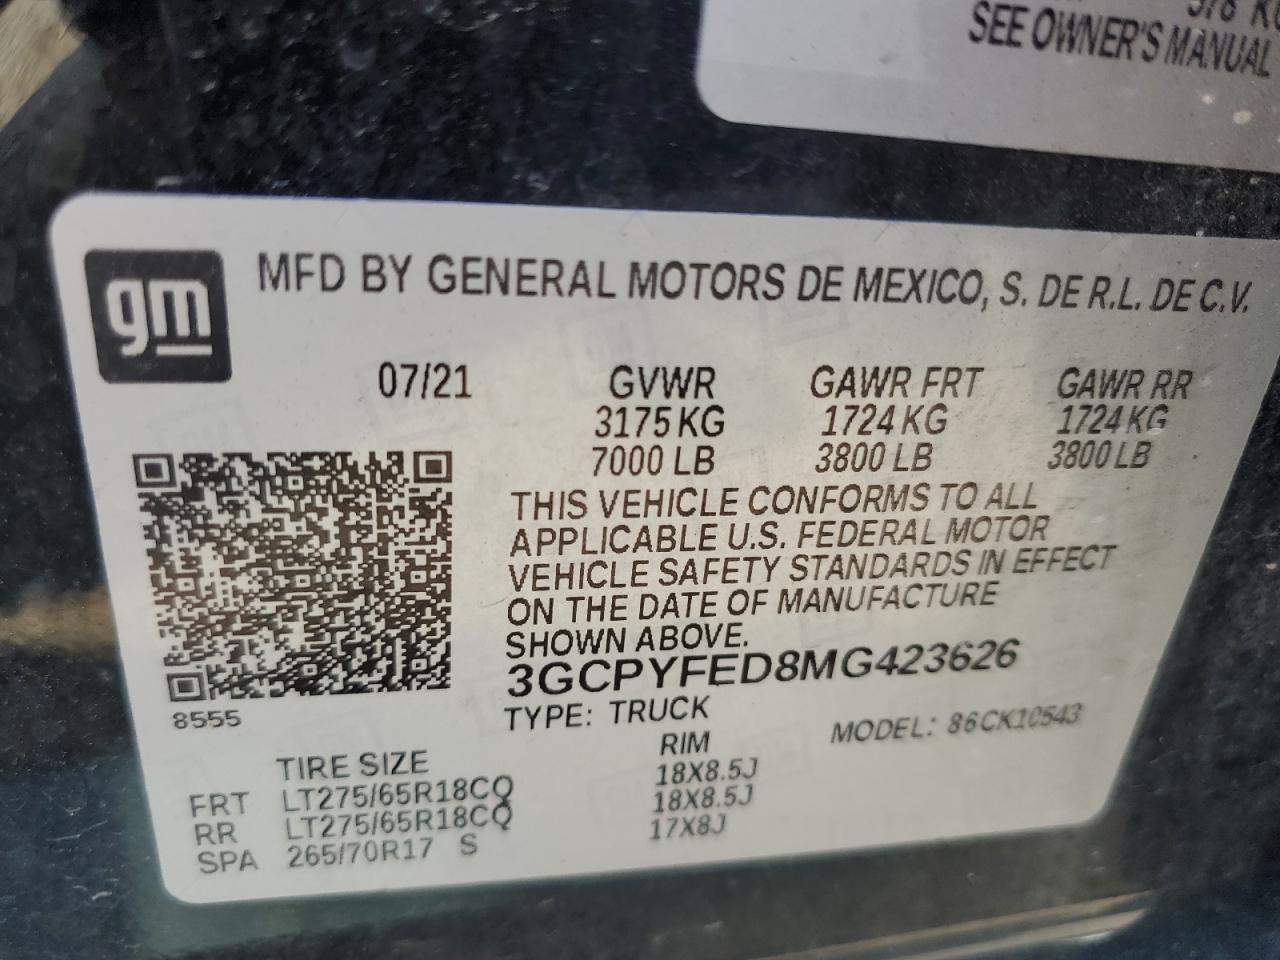 SEE OWNER'S MANUAL
gm
MFD BY GENERAL MOTORS DE MEXICO, S. DE R.L. DE C.V.
07/21 GVWR GAWR FRT GAWR RR
3175 KG 1724 KG 1724 KG
7000 LB 3800 LB 3800 LB
THIS VEHICLE CONFORMS TO ALL
APPLICABLE U.S. FEDERAL MOTOR
VEHICLE SAFETY STANDARDS IN EFFECT
ON THE DATE OF MANUFACTURE
SHOWN ABOVE.
3GCPYFED8MG423626
8555
TYPE: TRUCK MODEL: 86CK10543
TIRE SIZE RIM
FRT LT275/65R18CQ 18X8.5J
RR LT275/65R18CQ 18X8.5J
SPA 265/70R17 S 17X8J